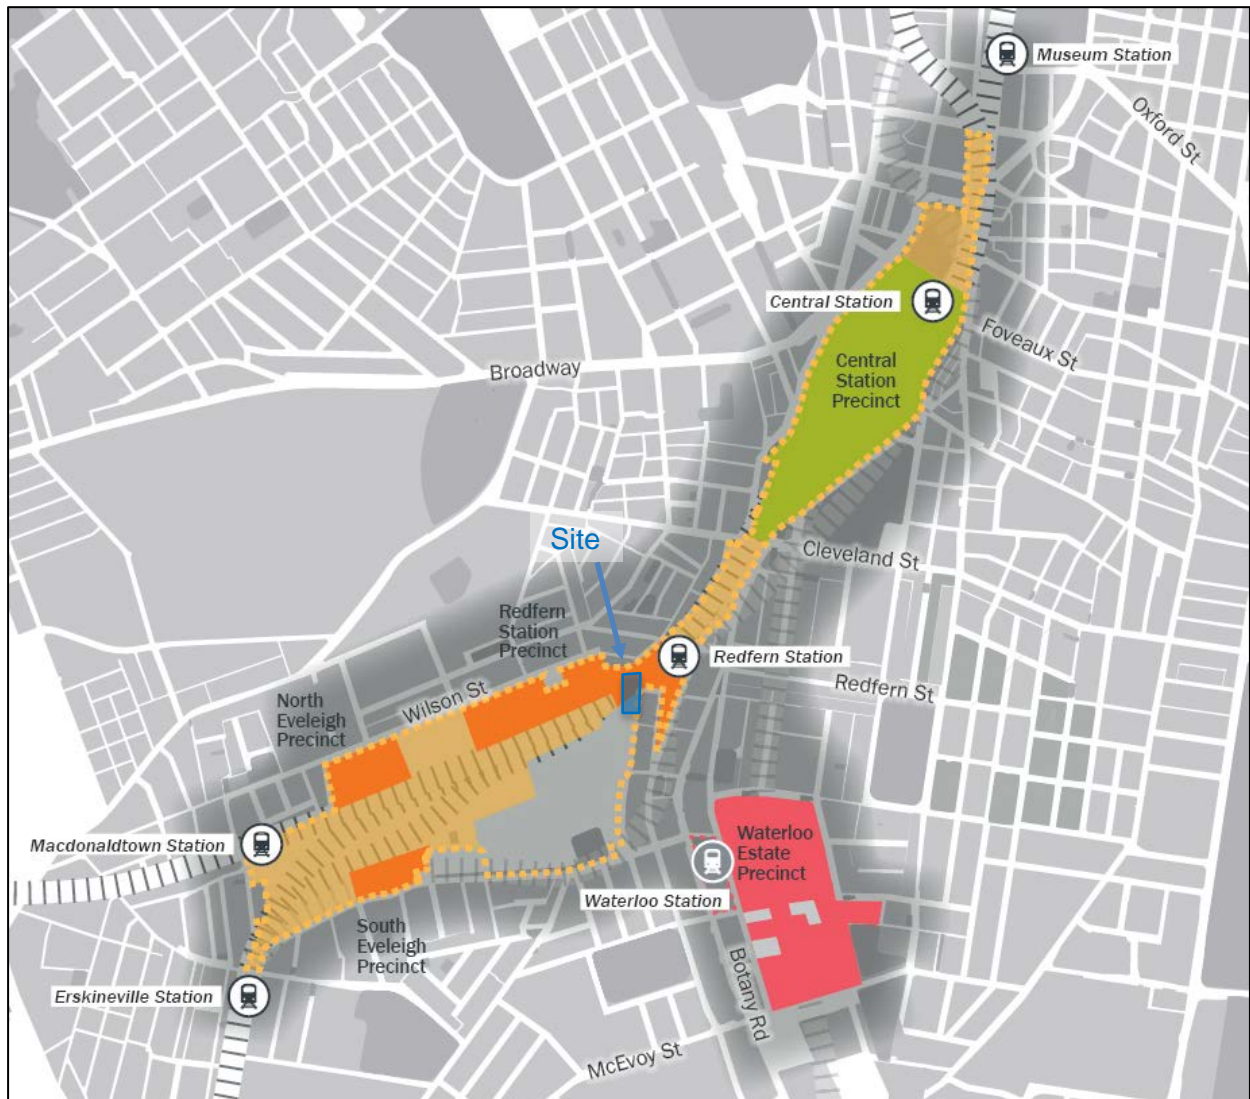 Museum Station
Oxford St
Central Station
Foveaux St
Central
Station
Precinct
Broadway
Site
Cleveland St
Redfern
Station
Precinct
Redfern Station
Redfern St
Wilson St
North
Eveleigh
Precinct
Macdonaldtown Station
Waterloo
Estate
Precinct
Waterloo Station
South
Eveleigh
Precinct
Botany Rd
Erskineville Station
McEvoy St